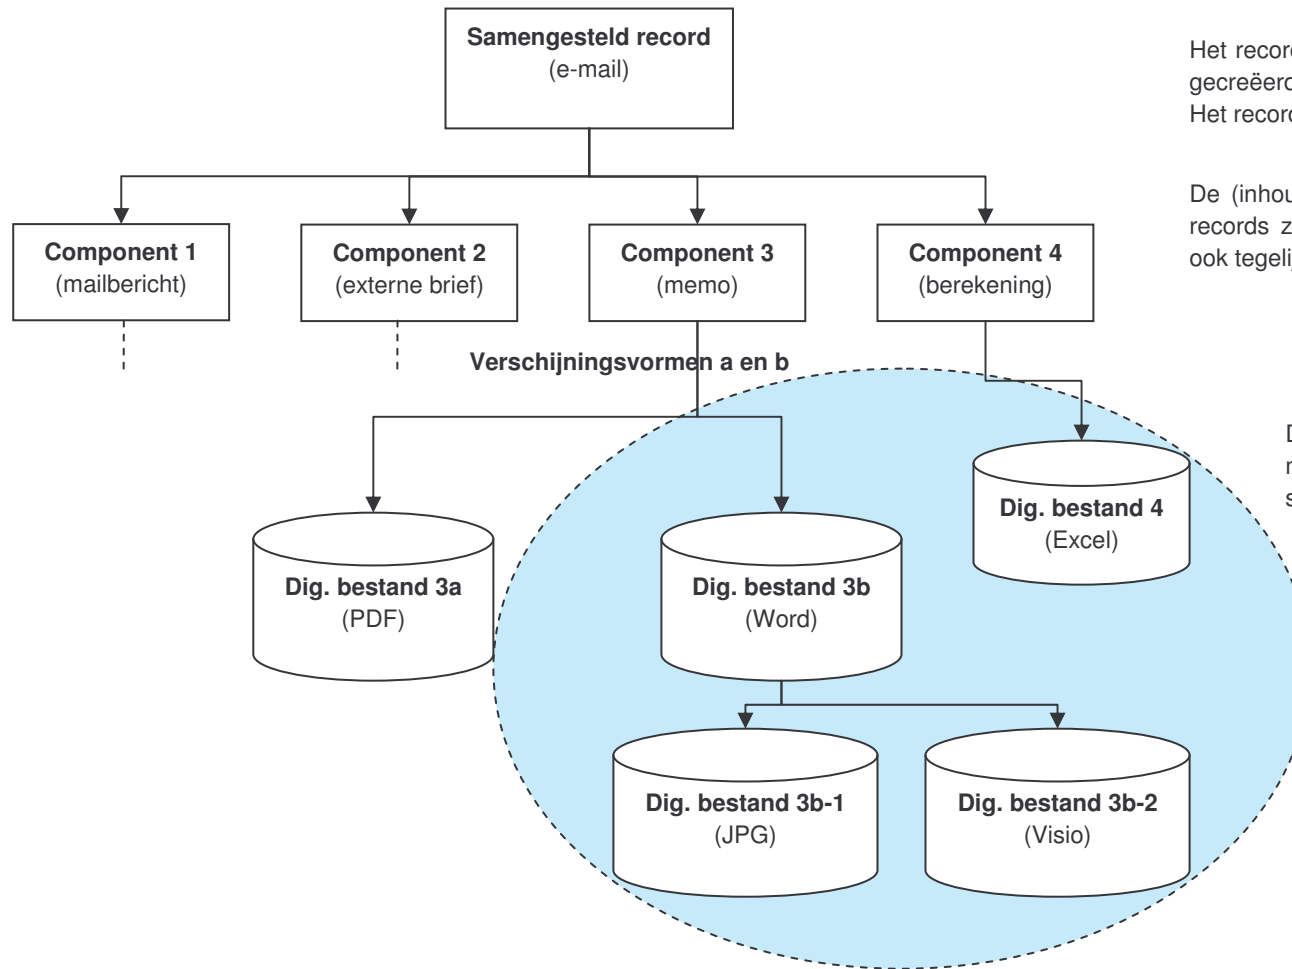 Samengesteld record
(e-mail)
Het record
gecreëerd
Het record
De (inhou
records z
ook tegelij
Component 1
(mailbericht)
Component 2
(externe brief)
Component 3
(memo)
Component 4
(berekening)
Verschijningsvormen a en b
Dig. bestand 4
(Excel)
Dig. bestand 3a
(PDF)
Dig. bestand 3b
(Word)
Dig. bestand 3b-1
(JPG)
Dig. bestand 3b-2
(Visio)